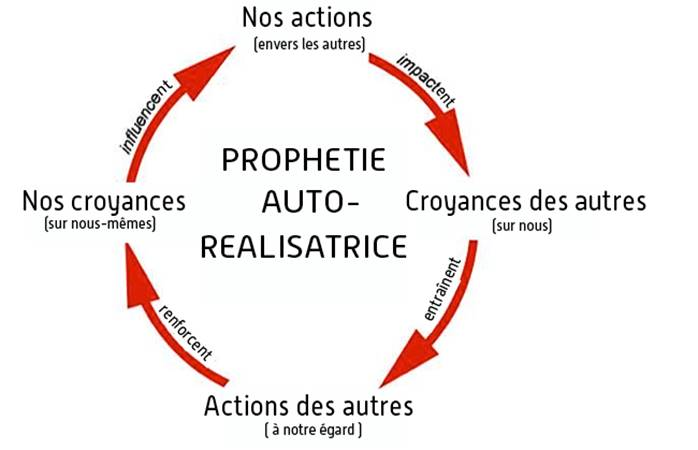 Nos actions
(envers les autres)
impactent
influencent
PROPHETIE
AUTO-
REALISATRICE
Nos croyances
(sur nous-mêmes)
Croyances des autres
(sur nous)
entraînent
renforcent
Actions des autres
( à notre égard )